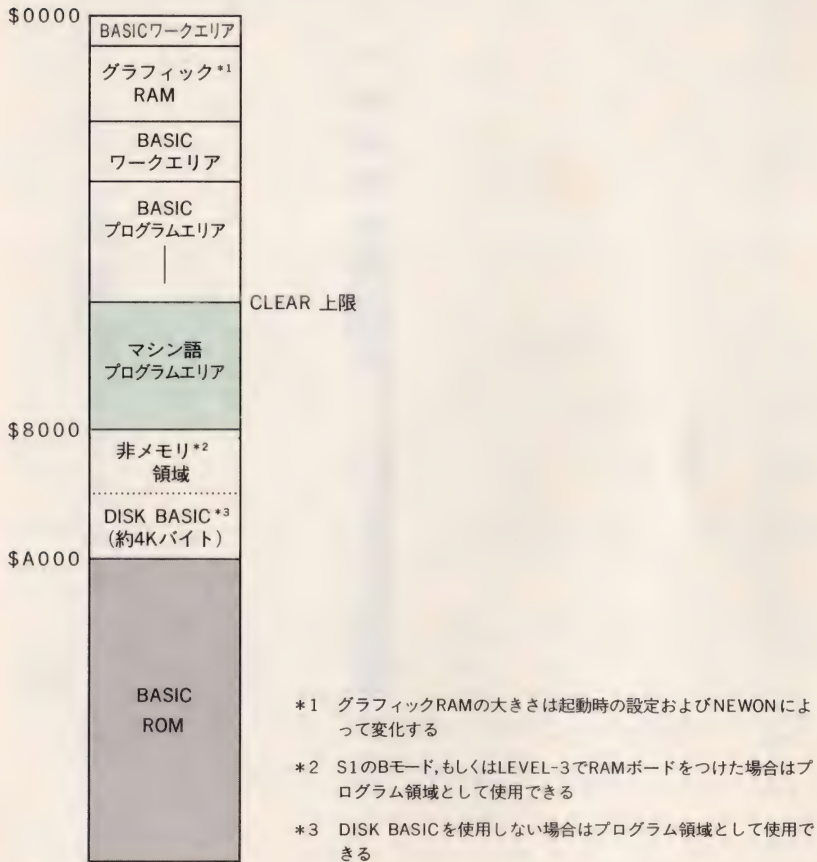 $0000
BASICワークエリア
グラフィック*1
RAM
BASIC
ワークエリア
BASIC
プログラムエリア
CLEAR 上限
マシン語
プログラムエリア
$8000
非メモリ*2
領域
DISK BASIC*3
(約4Kバイト)
$A000
BASIC
ROM
*1 グラフィックRAMの大きさは起動時の設定およびNEWONによ
って変化する
*2 S1のBモード,もしくはLEVEL-3でRAMボードをつけた場合はプ
ログラム領域として使用できる
*3 DISK BASICを使用しない場合はプログラム領域として使用で
きる